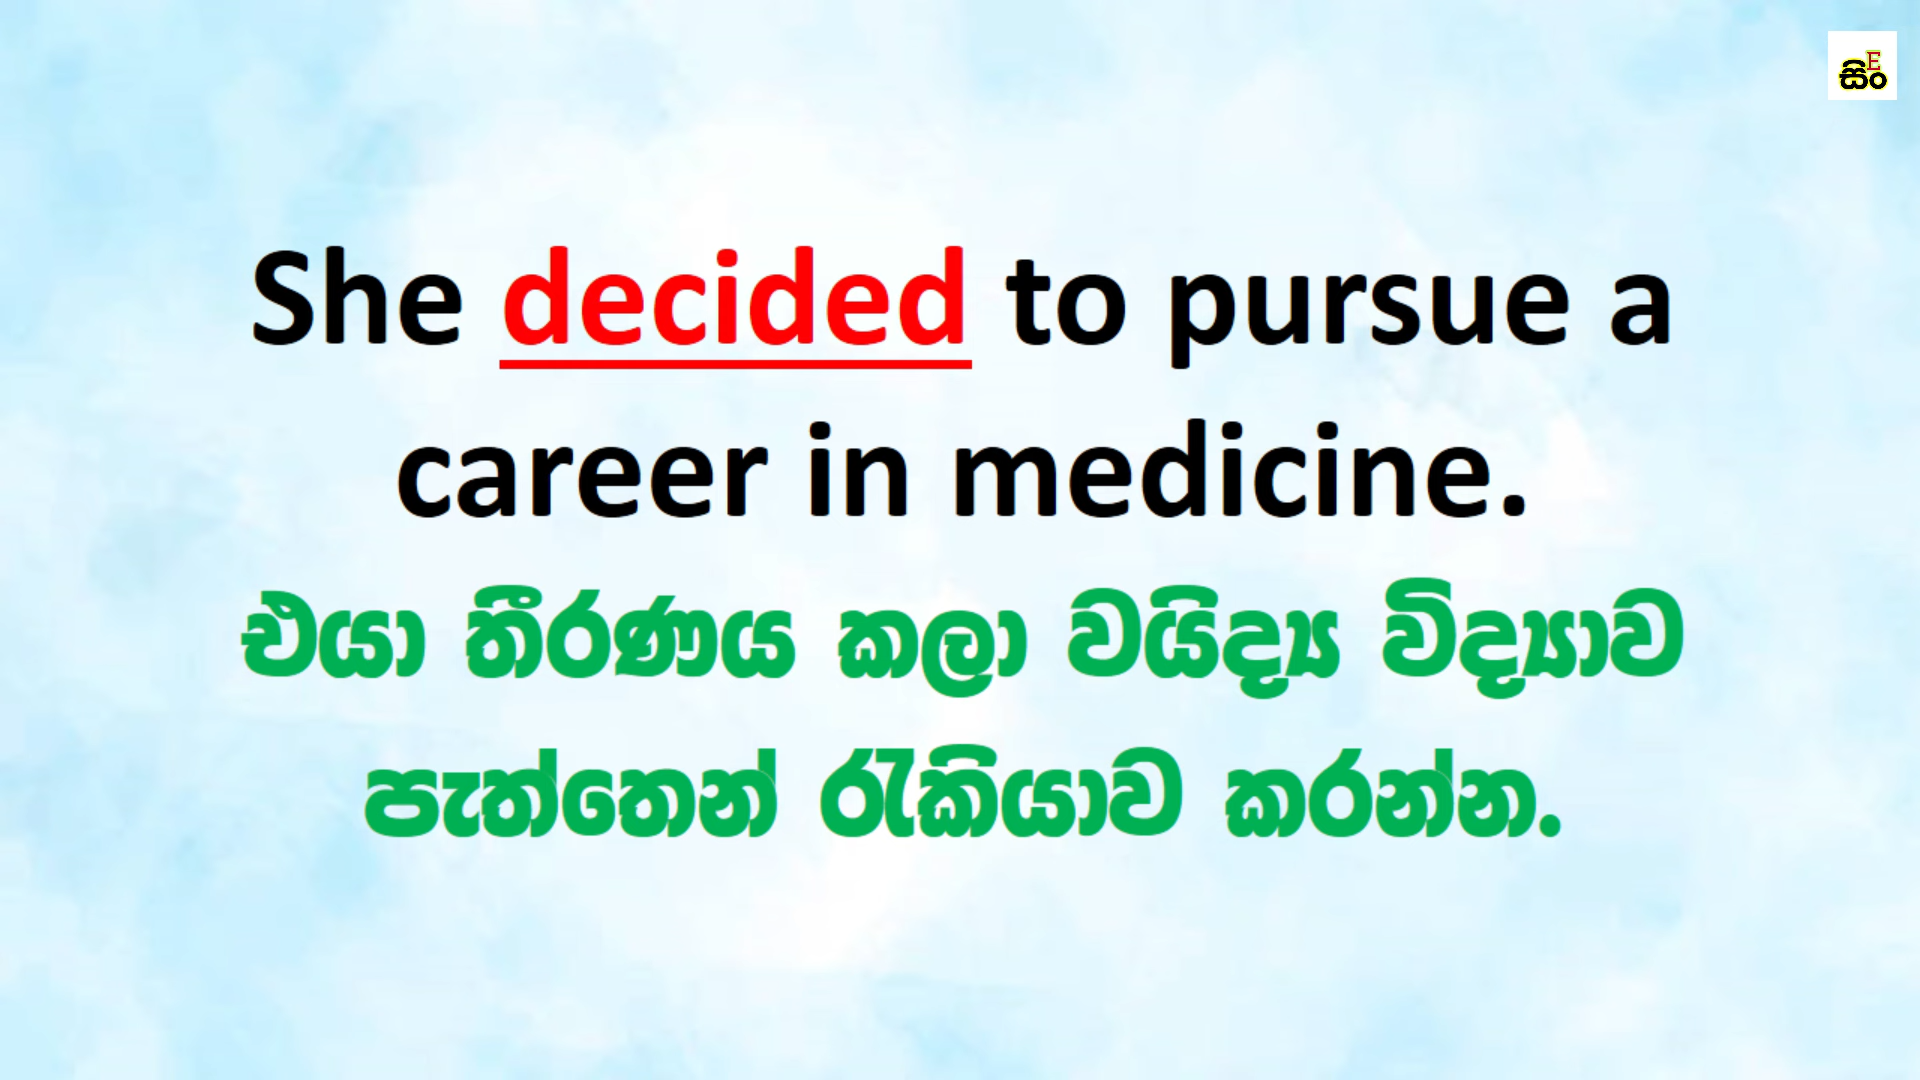 සිං E
She decided to pursue a
career in medicine.
එයා තීරණය කලා වයිද්‍ය විද්‍යාව
පැත්තෙන් රැකියාව කරන්න.